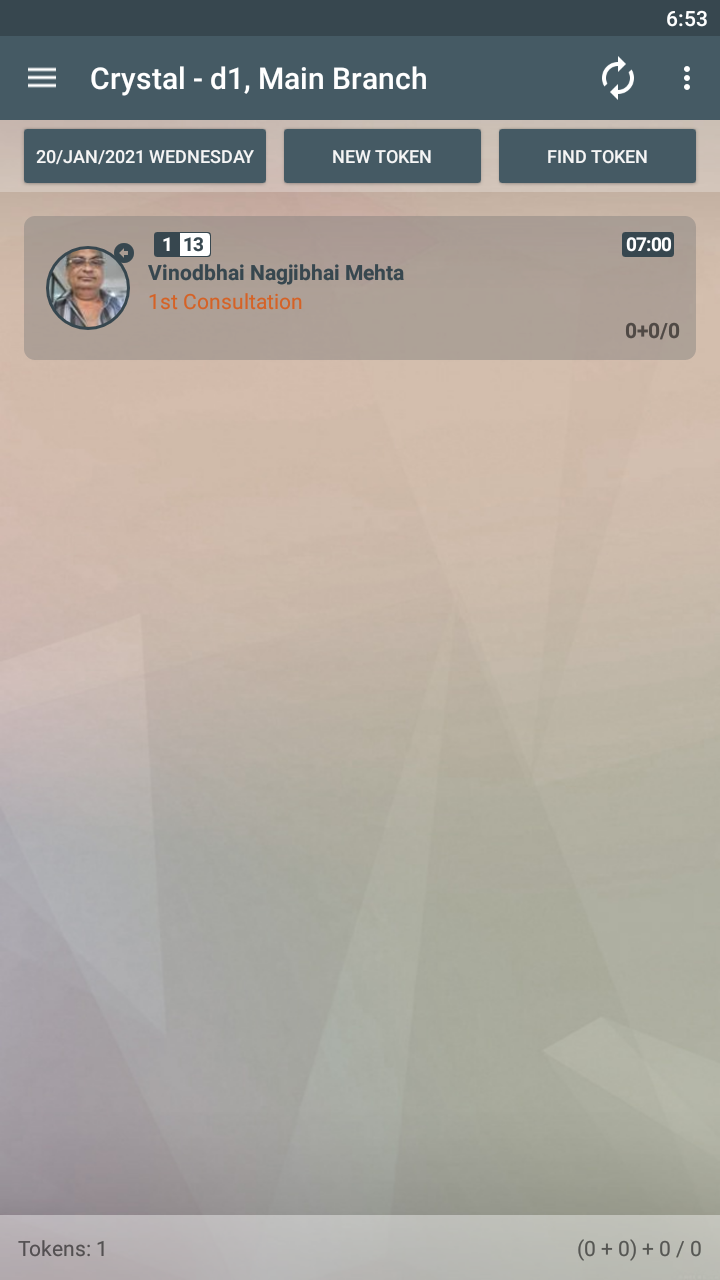 6:53
Crystal - d1, Main Branch
20/JAN/2021 WEDNESDAY NEW TOKEN FIND TOKEN
1 13 07:00
Vinodbhai Nagjibhai Mehta
1st Consultation
0+0/0
Tokens: 1 (0 + 0) + 0 / 0